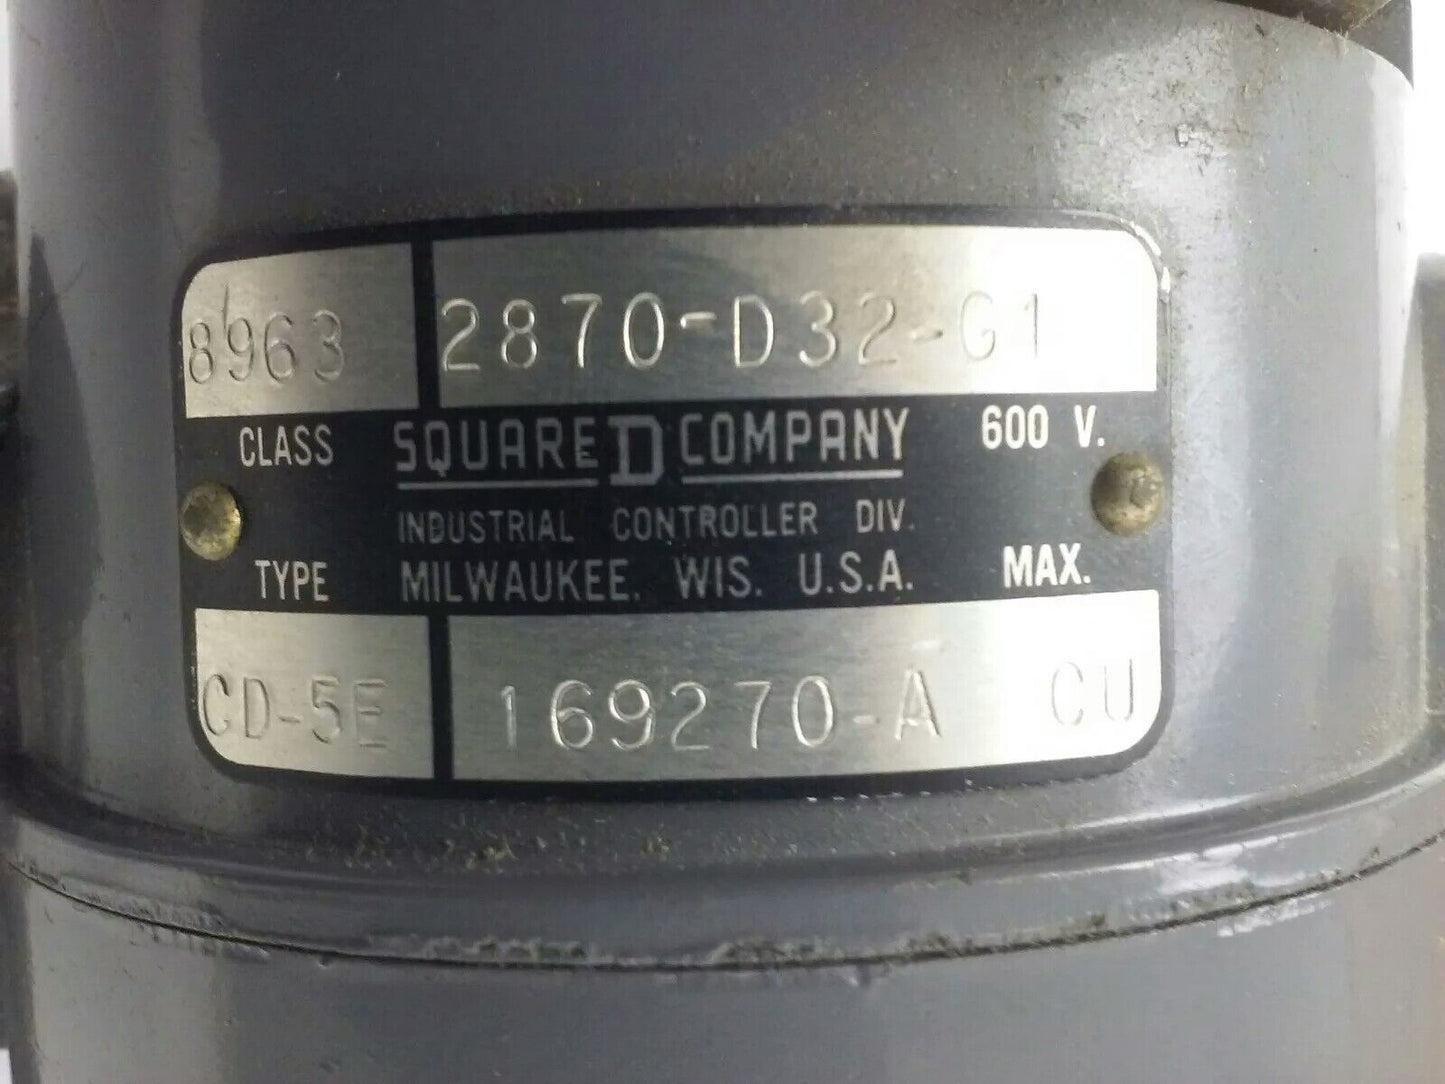 8963 2870-D32-G1
CLASS SQUARE D COMPANY 600 V.
INDUSTRIAL CONTROLLER DIV.
TYPE MILWAUKEE, WIS. U.S.A. MAX.
CD-5E 169270-A CU